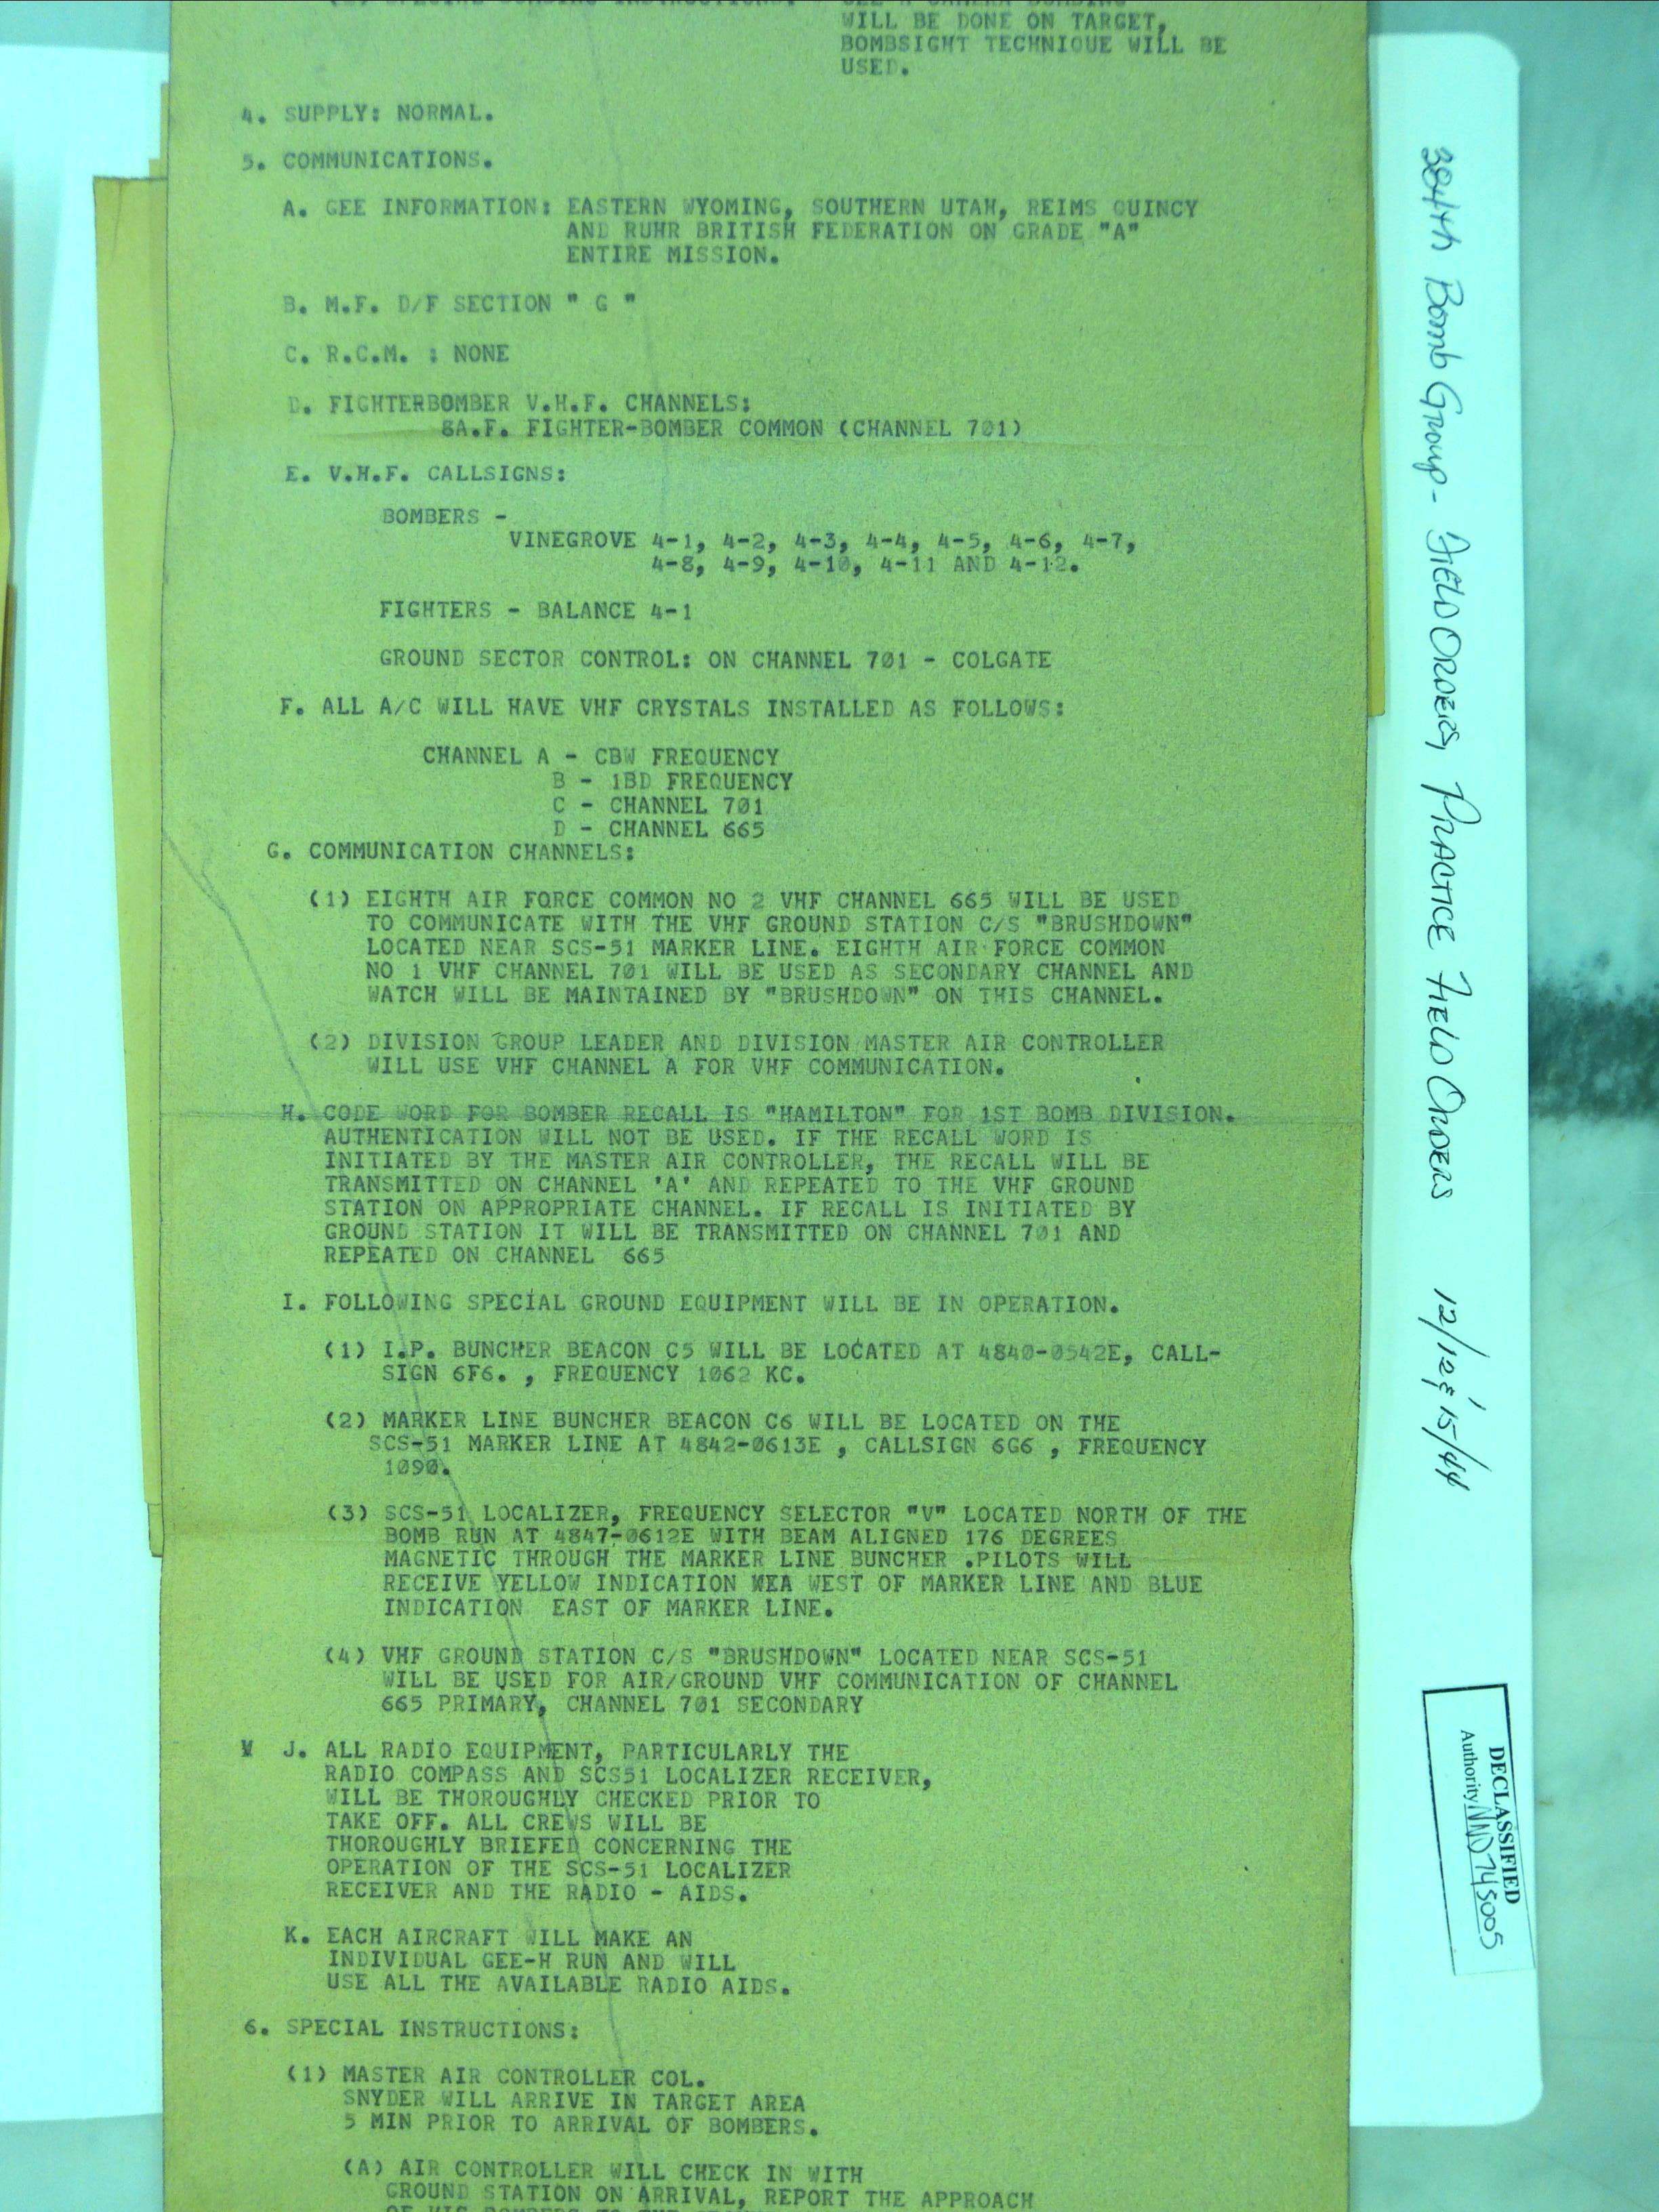 WILL BE DONE ON TARGET,
BOMBSIGHT TECHNIQUE WILL BE
USED.
4. SUPPLY: NORMAL.
5. COMMUNICATIONS.
A. GEE INFORMATION: EASTERN WYOMING, SOUTHERN UTAH, REIMS QUINCY
AND RUHR BRITISH FEDERATION ON GRADE "A"
ENTIRE MISSION.
B. M.F. D/F SECTION " G "
C. R.C.M. : NONE
D. FIGHTERBOMBER V.H.F. CHANNELS:
8A.F. FIGHTER-BOMBER COMMON (CHANNEL 701)
E. V.H.F. CALLSIGNS:
BOMBERS -
VINEGROVE 4-1, 4-2, 4-3, 4-4, 4-5, 4-6, 4-7,
4-8, 4-9, 4-10, 4-11 AND 4-12.
FIGHTERS - BALANCE 4-1
GROUND SECTOR CONTROL: ON CHANNEL 701 - COLGATE
F. ALL A/C WILL HAVE VHF CRYSTALS INSTALLED AS FOLLOWS:
CHANNEL A - CBW FREQUENCY
B - 1BD FREQUENCY
C - CHANNEL 701
D - CHANNEL 665
G. COMMUNICATION CHANNELS:
(1) EIGHTH AIR FORCE COMMON NO 2 VHF CHANNEL 665 WILL BE USED
TO COMMUNICATE WITH THE VHF GROUND STATION C/S "BRUSHDOWN"
LOCATED NEAR SCS-51 MARKER LINE. EIGHTH AIR FORCE COMMON
NO 1 VHF CHANNEL 701 WILL BE USED AS SECONDARY CHANNEL AND
WATCH WILL BE MAINTAINED BY "BRUSHDOWN" ON THIS CHANNEL.
(2) DIVISION GROUP LEADER AND DIVISION MASTER AIR CONTROLLER
WILL USE VHF CHANNEL A FOR VHF COMMUNICATION.
H. CODE WORD FOR BOMBER RECALL IS "HAMILTON" FOR 1ST BOMB DIVISION.
AUTHENTICATION WILL NOT BE USED. IF THE RECALL WORD IS
INITIATED BY THE MASTER AIR CONTROLLER, THE RECALL WILL BE
TRANSMITTED ON CHANNEL 'A' AND REPEATED TO THE VHF GROUND
STATION ON APPROPRIATE CHANNEL. IF RECALL IS INITIATED BY
GROUND STATION IT WILL BE TRANSMITTED ON CHANNEL 701 AND
REPEATED ON CHANNEL 665
I. FOLLOWING SPECIAL GROUND EQUIPMENT WILL BE IN OPERATION.
(1) I.P. BUNCHER BEACON C5 WILL BE LOCATED AT 4840-0542E, CALL-
SIGN 6F6. , FREQUENCY 1062 KC.
(2) MARKER LINE BUNCHER BEACON C6 WILL BE LOCATED ON THE
SCS-51 MARKER LINE AT 4842-0613E , CALLSIGN 6G6 , FREQUENCY
1090.
(3) SCS-51 LOCALIZER, FREQUENCY SELECTOR "V" LOCATED NORTH OF THE
BOMB RUN AT 4847-0612E WITH BEAM ALIGNED 176 DEGREES
MAGNETIC THROUGH THE MARKER LINE BUNCHER .PILOTS WILL
RECEIVE YELLOW INDICATION WEST OF MARKER LINE AND BLUE
INDICATION EAST OF MARKER LINE.
(4) VHF GROUND STATION C/S "BRUSHDOWN" LOCATED NEAR SCS-51
WILL BE USED FOR AIR/GROUND VHF COMMUNICATION OF CHANNEL
665 PRIMARY, CHANNEL 701 SECONDARY
J. ALL RADIO EQUIPMENT, PARTICULARLY THE
RADIO COMPASS AND SCS51 LOCALIZER RECEIVER,
WILL BE THOROUGHLY CHECKED PRIOR TO
TAKE OFF. ALL CREWS WILL BE
THOROUGHLY BRIEFED CONCERNING THE
OPERATION OF THE SCS-51 LOCALIZER
RECEIVER AND THE RADIO - AIDS.
K. EACH AIRCRAFT WILL MAKE AN
INDIVIDUAL GEE-H RUN AND WILL
USE ALL THE AVAILABLE RADIO AIDS.
6. SPECIAL INSTRUCTIONS:
(1) MASTER AIR CONTROLLER COL.
SNYDER WILL ARRIVE IN TARGET AREA
5 MIN PRIOR TO ARRIVAL OF BOMBERS.
(A) AIR CONTROLLER WILL CHECK IN WITH
GROUND STATION ON ARRIVAL, REPORT THE APPROACH
384th Bomb Group - FIELD ORDERS, PRACTICE FIELD ORDERS 12/12 & 15/44
DECLASSIFIED
Authority NND 745005